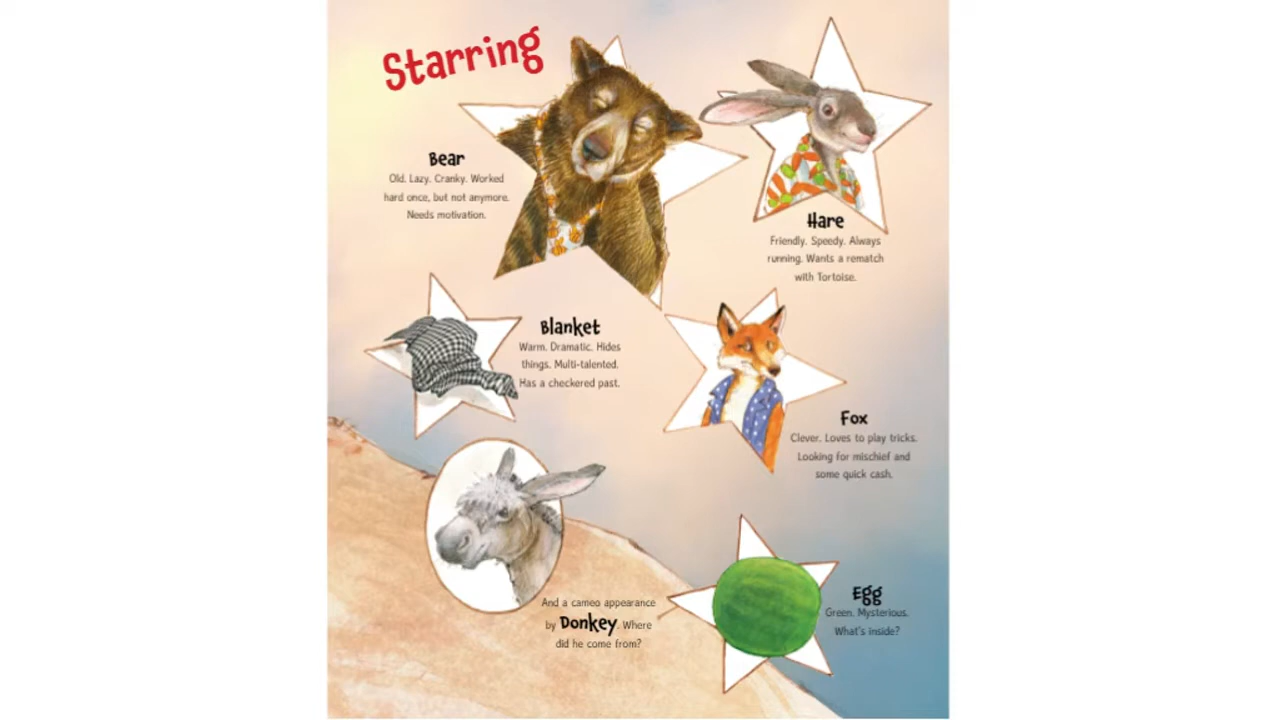 Starring
Bear
Old. Lazy. Cranky. Worked
hard once, but not anymore.
Needs motivation.
Hare
Friendly. Speedy. Always
running. Wants a rematch
with Tortoise.
Blanket
Warm. Dramatic. Hides
things. Multi-talented.
Has a checkered past.
Fox
Clever. Loves to play tricks.
Looking for mischief and
some quick cash.
And a cameo appearance
by Donkey. Where
did he come from?
Egg
Green. Mysterious.
What's inside?